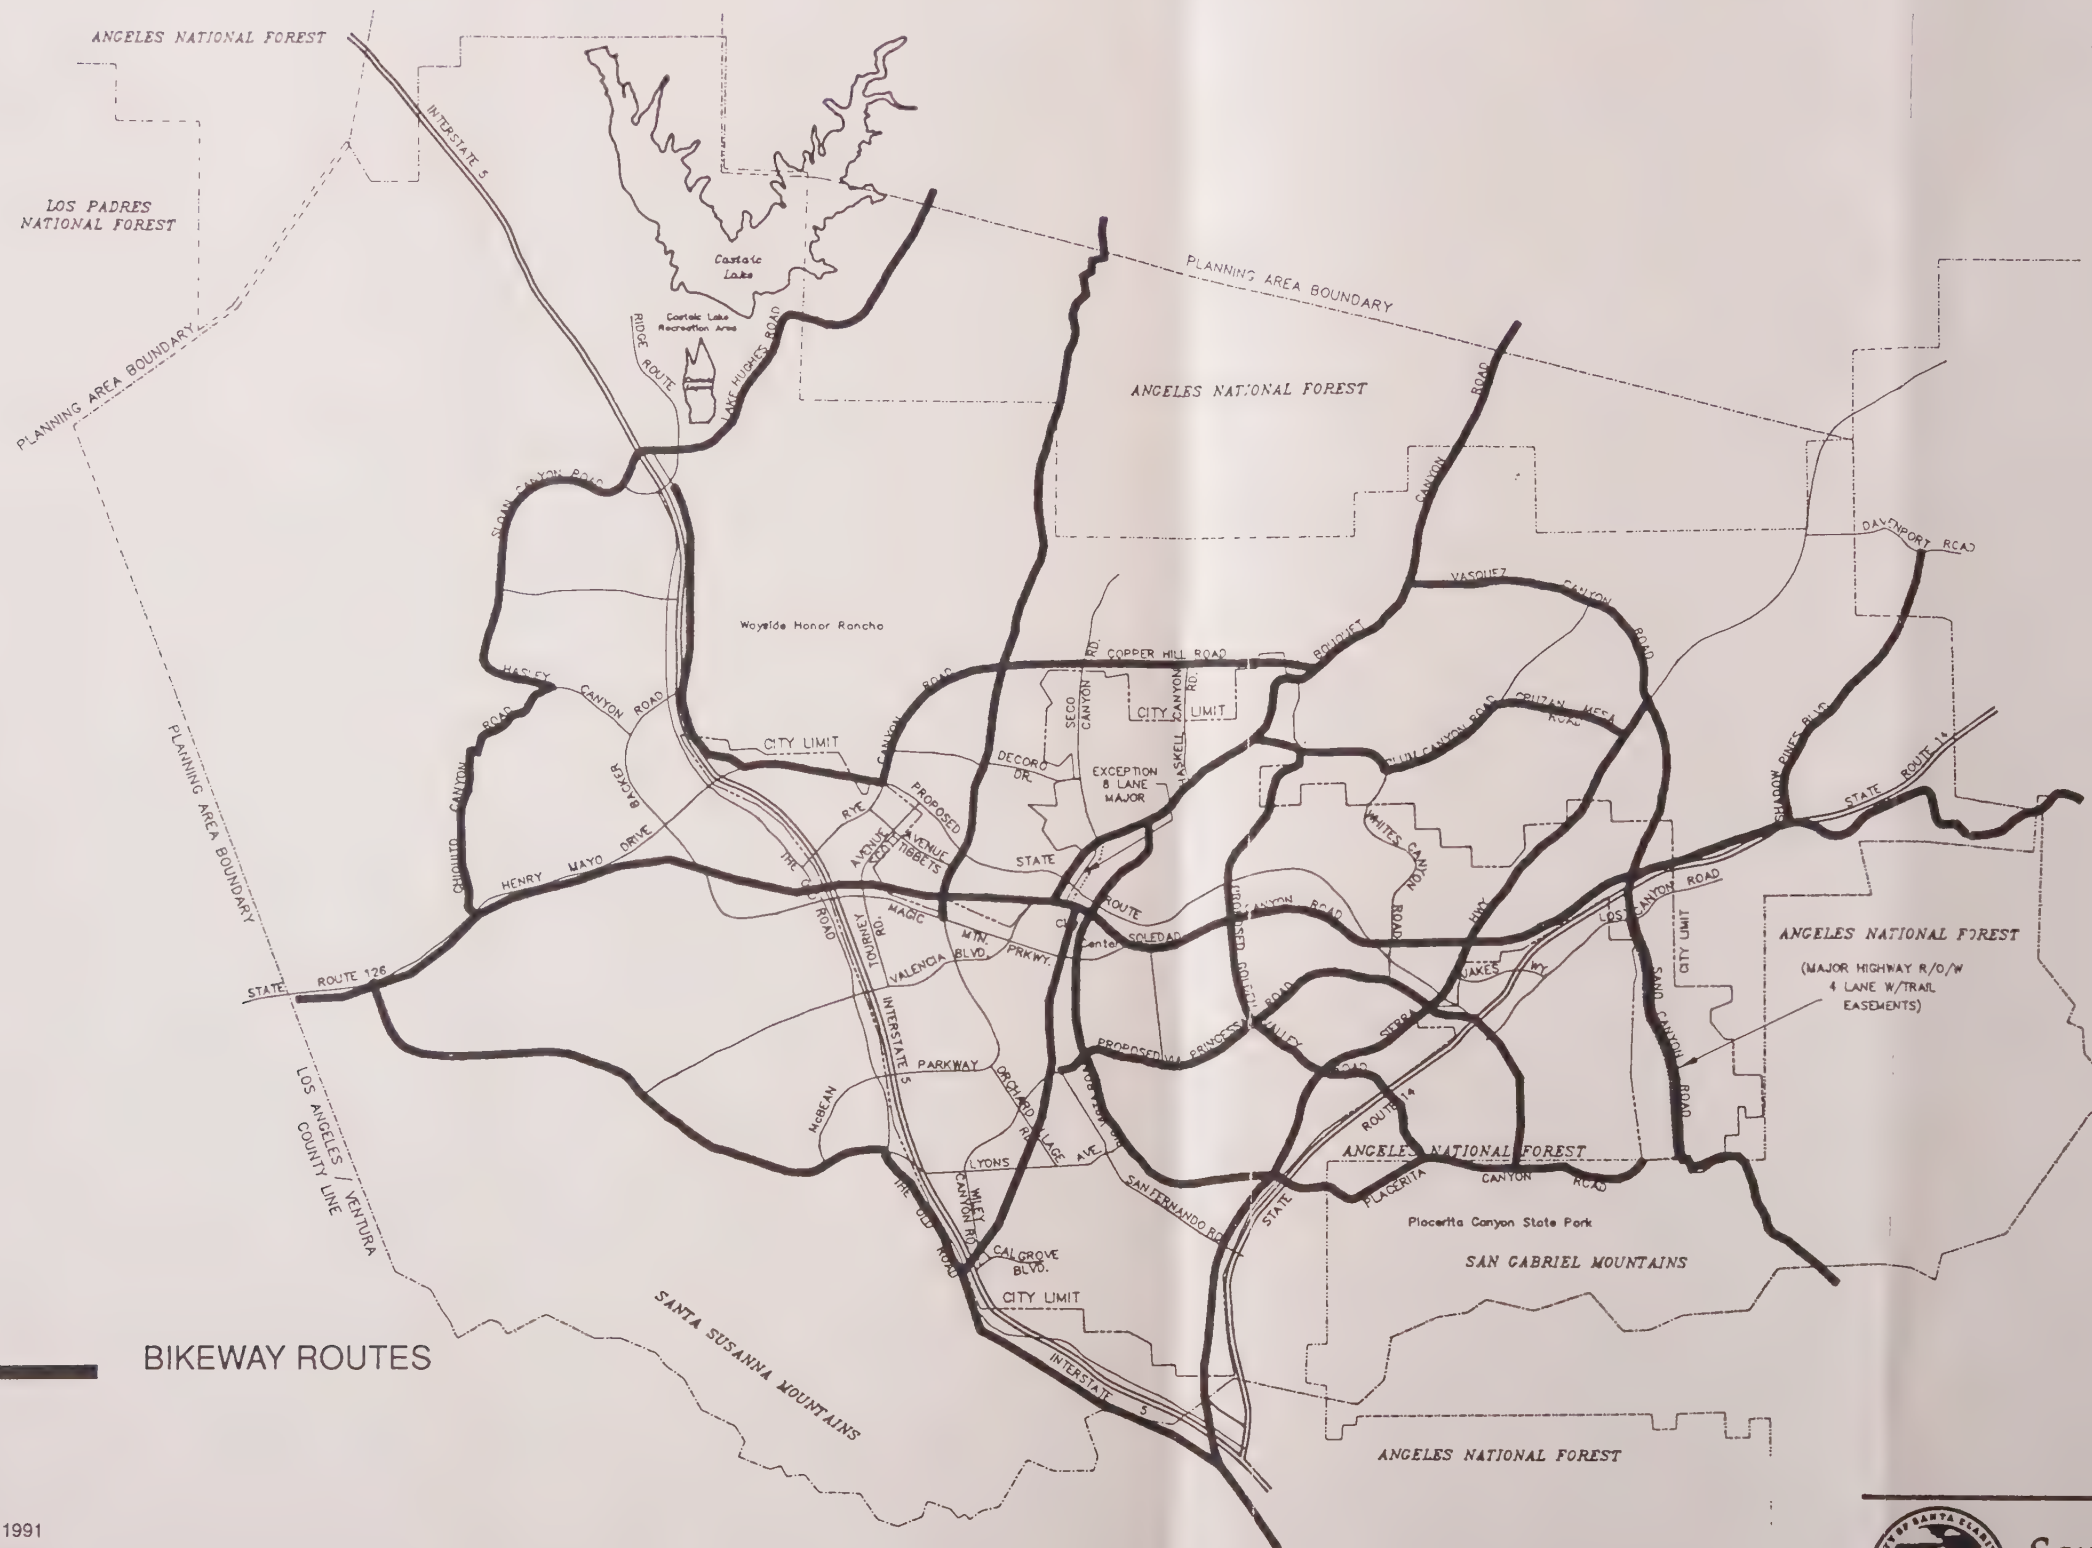 ANGELES NATIONAL FOREST
INTERSTATE 5
LOS PADRES
NATIONAL FOREST
Castaic
Lake
PLANNING AREA BOUNDARY
PLANNING AREA BOUNDARY
RIDGE ROUTE
Castaic Lake
Recreation Area
LAKE HUGHES ROAD
ANGELES NATIONAL FOREST
CANYON ROAD
SLOAN CANYON ROAD
DAVENPORT ROAD
VASQUEZ CANYON ROAD
Wayside Honor Rancho
BOUQUET
COPPER HILL ROAD
SECO
CANYON
RD.
HASKELL CANYON
RD.
CITY LIMIT
HASLEY
CANYON
ROAD
ROAD
CANYON
ROAD
CRUZAN MESA
ROAD
PLUM CANYON ROAD
CITY LIMIT
DECORO
DR.
EXCEPTION
8 LANE
MAJOR
BACKER
RYE
PROPOSED
AVENUE
AVENUE
TIBBETS
SHADOW PINES BLVD
STATE ROUTE 14
CHIQUITO CANYON
HENRY MAYO DRIVE
THE OLD ROAD
STATE
ROUTE
WHITES CANYON
ROAD
LOST CANYON ROAD
TOURNEY
RD.
MAGIC
MTN.
PRKWY.
Center
SOLEDAD
CANYON ROAD
PROPOSED GOLDEN
VALLEY
ROAD
HWY
SIERRA
JAKES WY
CITY LIMIT
ANGELES NATIONAL FOREST
(MAJOR HIGHWAY R/O/W
4 LANE W/TRAIL
EASEMENTS)
VALENCIA BLVD.
STATE ROUTE 126
SAND CANYON
ROAD
PLANNING AREA BOUNDARY
INTERSTATE 5
PROPOSED VIA PRINCESSA
ROAD
PARKWAY
McBEAN
ORCHARD VILLAGE
RD.
ROUTE 14
LOS ANGELES / VENTURA
COUNTY LINE
LYONS AVE.
ANGELES NATIONAL FOREST
PLACERITA
CANYON
ROAD
THE OLD
ROAD
WILEY
CANYON RD.
SAN FERNANDO RD.
STATE
Placerita Canyon State Park
SAN GABRIEL MOUNTAINS
CALGROVE
BLVD.
CITY LIMIT
SANTA SUSANNA MOUNTAINS
INTERSTATE 5
BIKEWAY ROUTES
ANGELES NATIONAL FOREST
1991